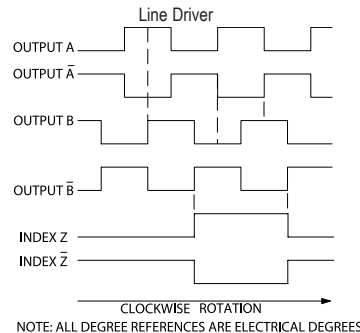 Line Driver
OUTPUT A
OUTPUT A̅
OUTPUT B
OUTPUT B̅
INDEX Z
INDEX Z̅
CLOCKWISE ROTATION
NOTE: ALL DEGREE REFERENCES ARE ELECTRICAL DEGREES